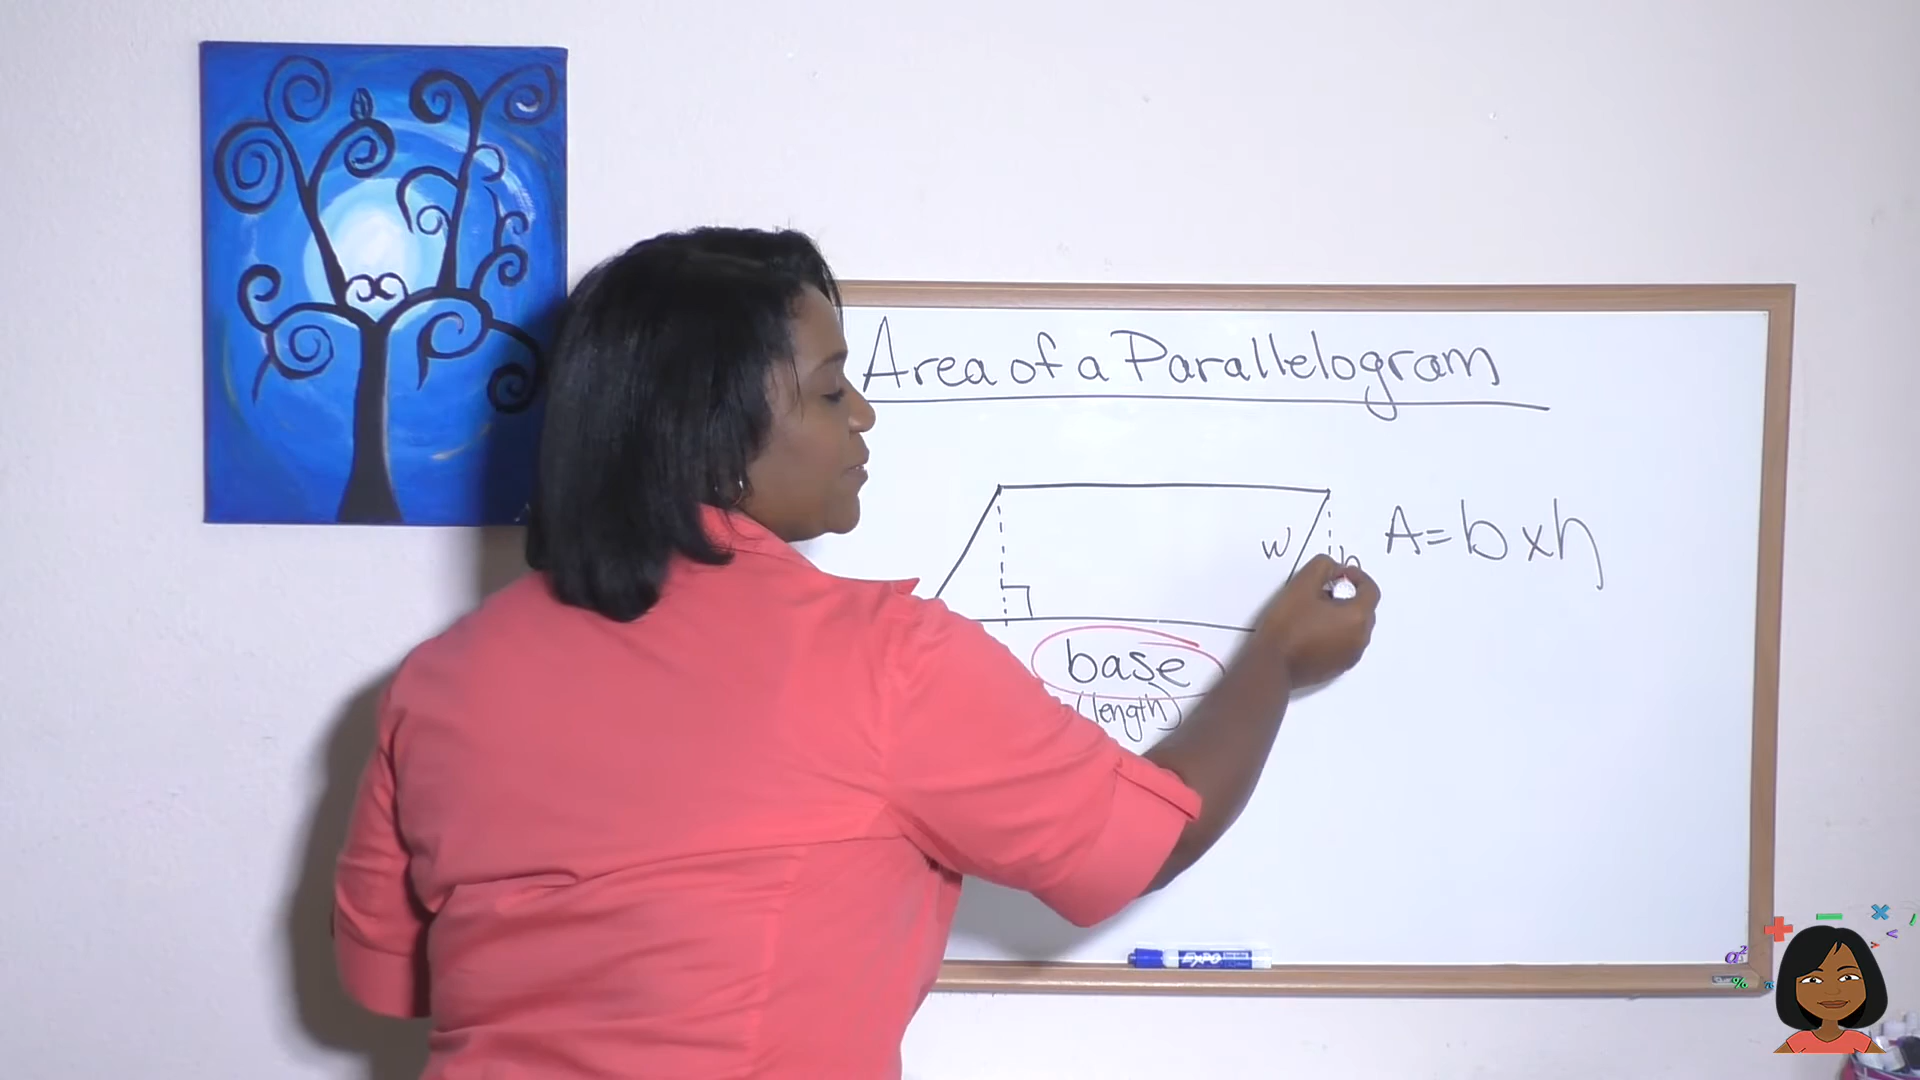 Area of a Parallelogram
w h A = b x h
base
(length)
EXPO